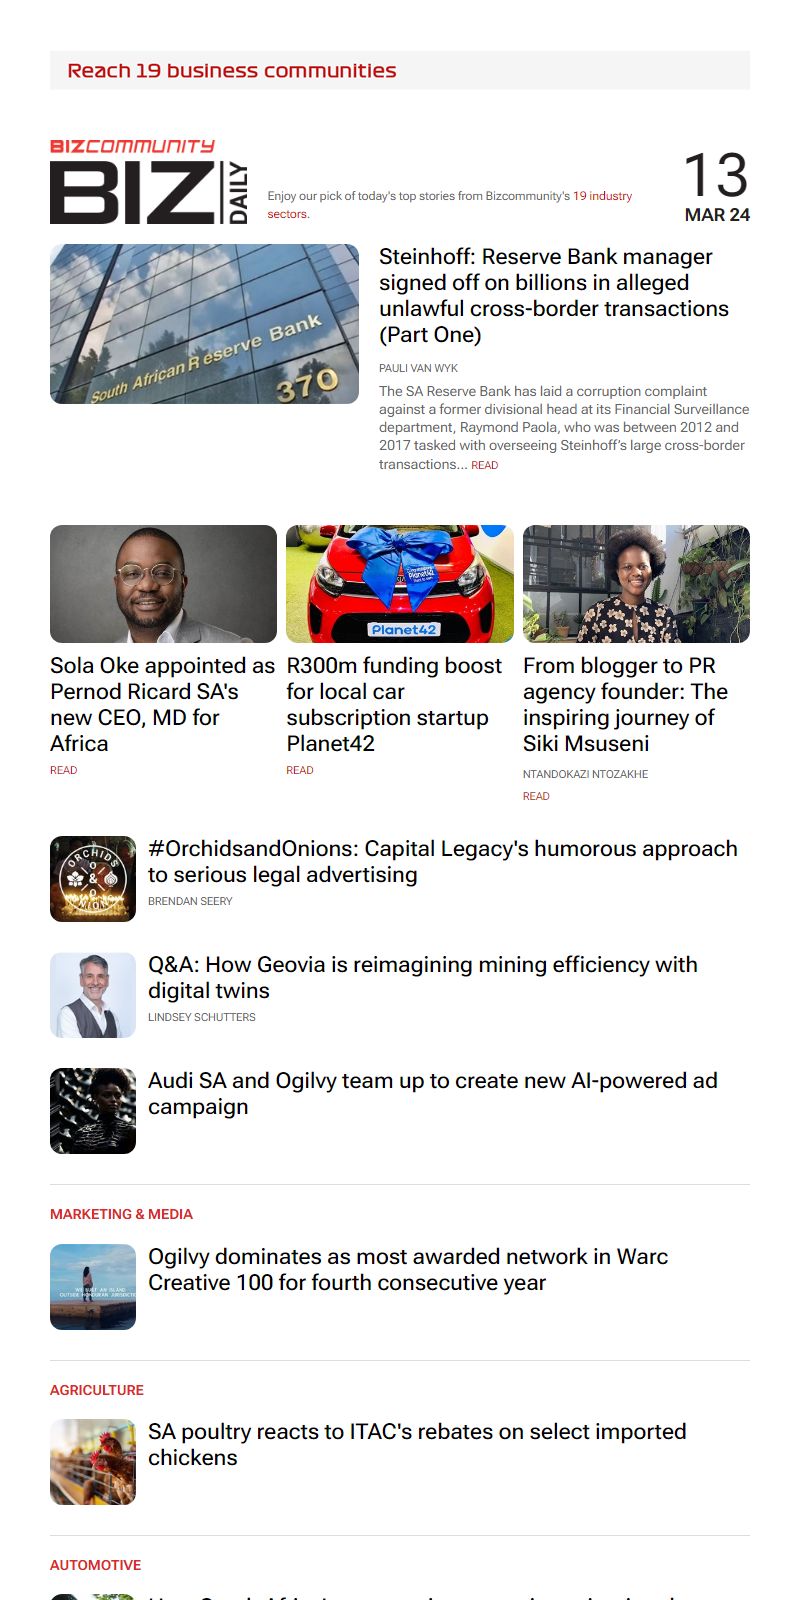 Reach 19 business communities
BIZCOMMUNITY
BIZ DAILY
Enjoy our pick of today's top stories from Bizcommunity's 19 industry
sectors.
13
MAR 24
South African Reserve Bank
370
Steinhoff: Reserve Bank manager
signed off on billions in alleged
unlawful cross-border transactions
(Part One)
PAULI VAN WYK
The SA Reserve Bank has laid a corruption complaint
against a former divisional head at its Financial Surveillance
department, Raymond Paola, who was between 2012 and
2017 tasked with overseeing Steinhoff's large cross-border
transactions... READ
Planet42
Planet42
Sola Oke appointed as
Pernod Ricard SA's
new CEO, MD for
Africa
READ
R300m funding boost
for local car
subscription startup
Planet42
READ
From blogger to PR
agency founder: The
inspiring journey of
Siki Msuseni
NTANDOKAZI NTOZAKHE
READ
ORCHIDS
O
&
O
#OrchidsandOnions: Capital Legacy's humorous approach
to serious legal advertising
BRENDAN SEERY
Q&A: How Geovia is reimagining mining efficiency with
digital twins
LINDSEY SCHUTTERS
Audi SA and Ogilvy team up to create new AI-powered ad
campaign
MARKETING & MEDIA
WE BUILT AN ISLAND
OUTSIDE HONDURAN
Ogilvy dominates as most awarded network in Warc
Creative 100 for fourth consecutive year
AGRICULTURE
SA poultry reacts to ITAC's rebates on select imported
chickens
AUTOMOTIVE